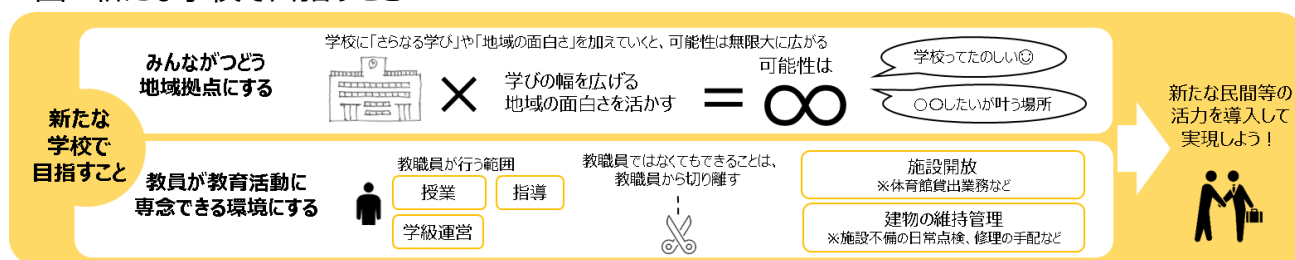 学校に「さらなる学び」や「地域の面白さ」を加えていくと、可能性は無限大に広がる
みんながつどう
地域拠点にする
学びの幅を広げる
地域の面白さを活かす
可能性は
∞
学校ってたのしい☺
○○したいが叶う場所
新たな
学校で
目指すこと
教員が教育活動に
専念できる環境にする
教職員が行う範囲
授業
指導
学級運営
教職員ではなくてもできることは、
教職員から切り離す
施設開放
※体育館貸出業務など
建物の維持管理
※施設不備の日常点検、修理の手配など
新たな民間等の
活力を導入して
実現しよう！